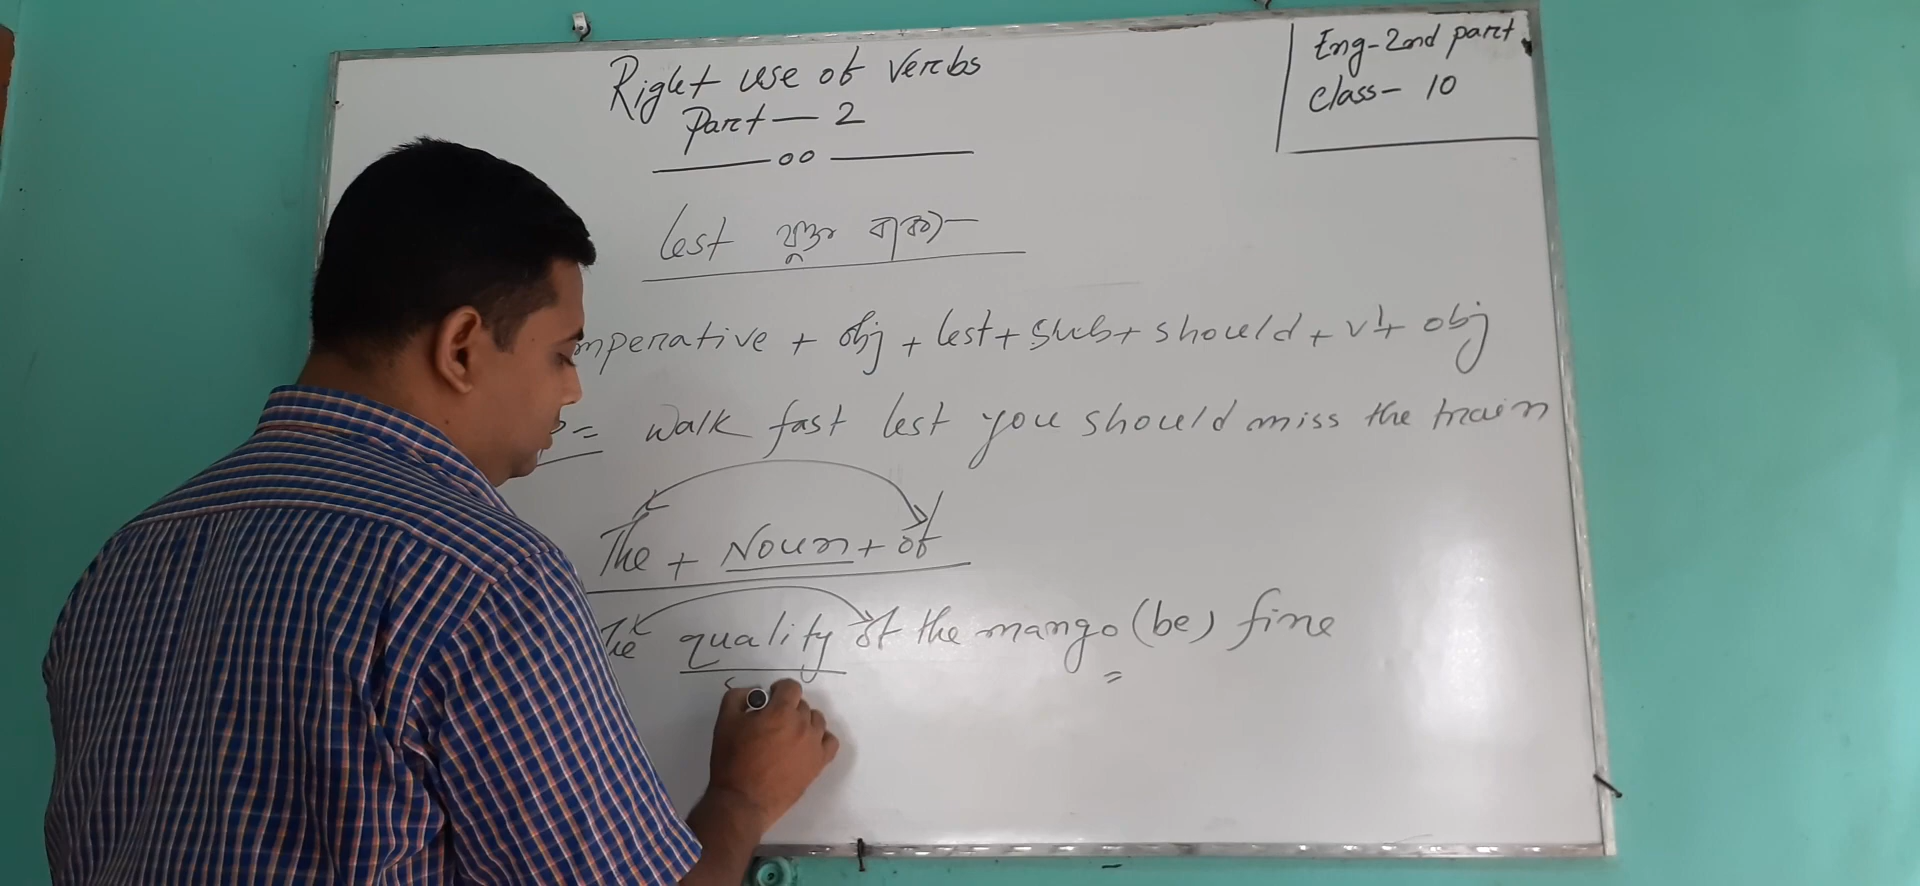 Right use of verbs
Part - 2
Eng-2nd part
class- 10
lest যুক্ত বাক্য-
mperative + obj + lest + sub + should + v1 + obj
= walk fast lest you should miss the train
The + Noun + of
The quality of the mango (be) fine